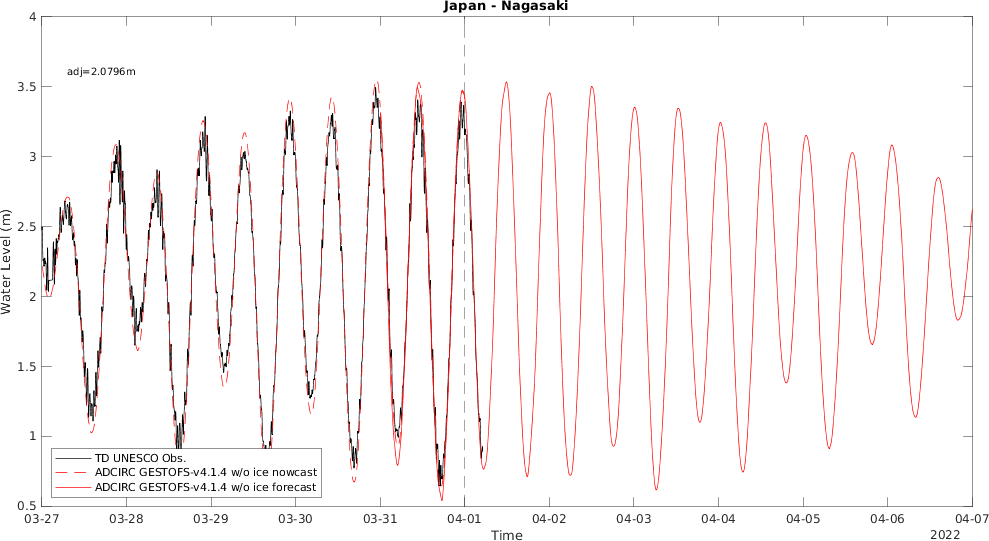 Japan - Nagasaki
4
adj=2.0796m
3.5
3
2.5
2
1.5
1
0.5
Water Level (m)
TD UNESCO Obs.
ADCIRC GESTOFS-v4.1.4 w/o ice nowcast
ADCIRC GESTOFS-v4.1.4 w/o ice forecast
03-27 03-28 03-29 03-30 03-31 04-01 04-02 04-03 04-04 04-05 04-06 04-07
Time
2022